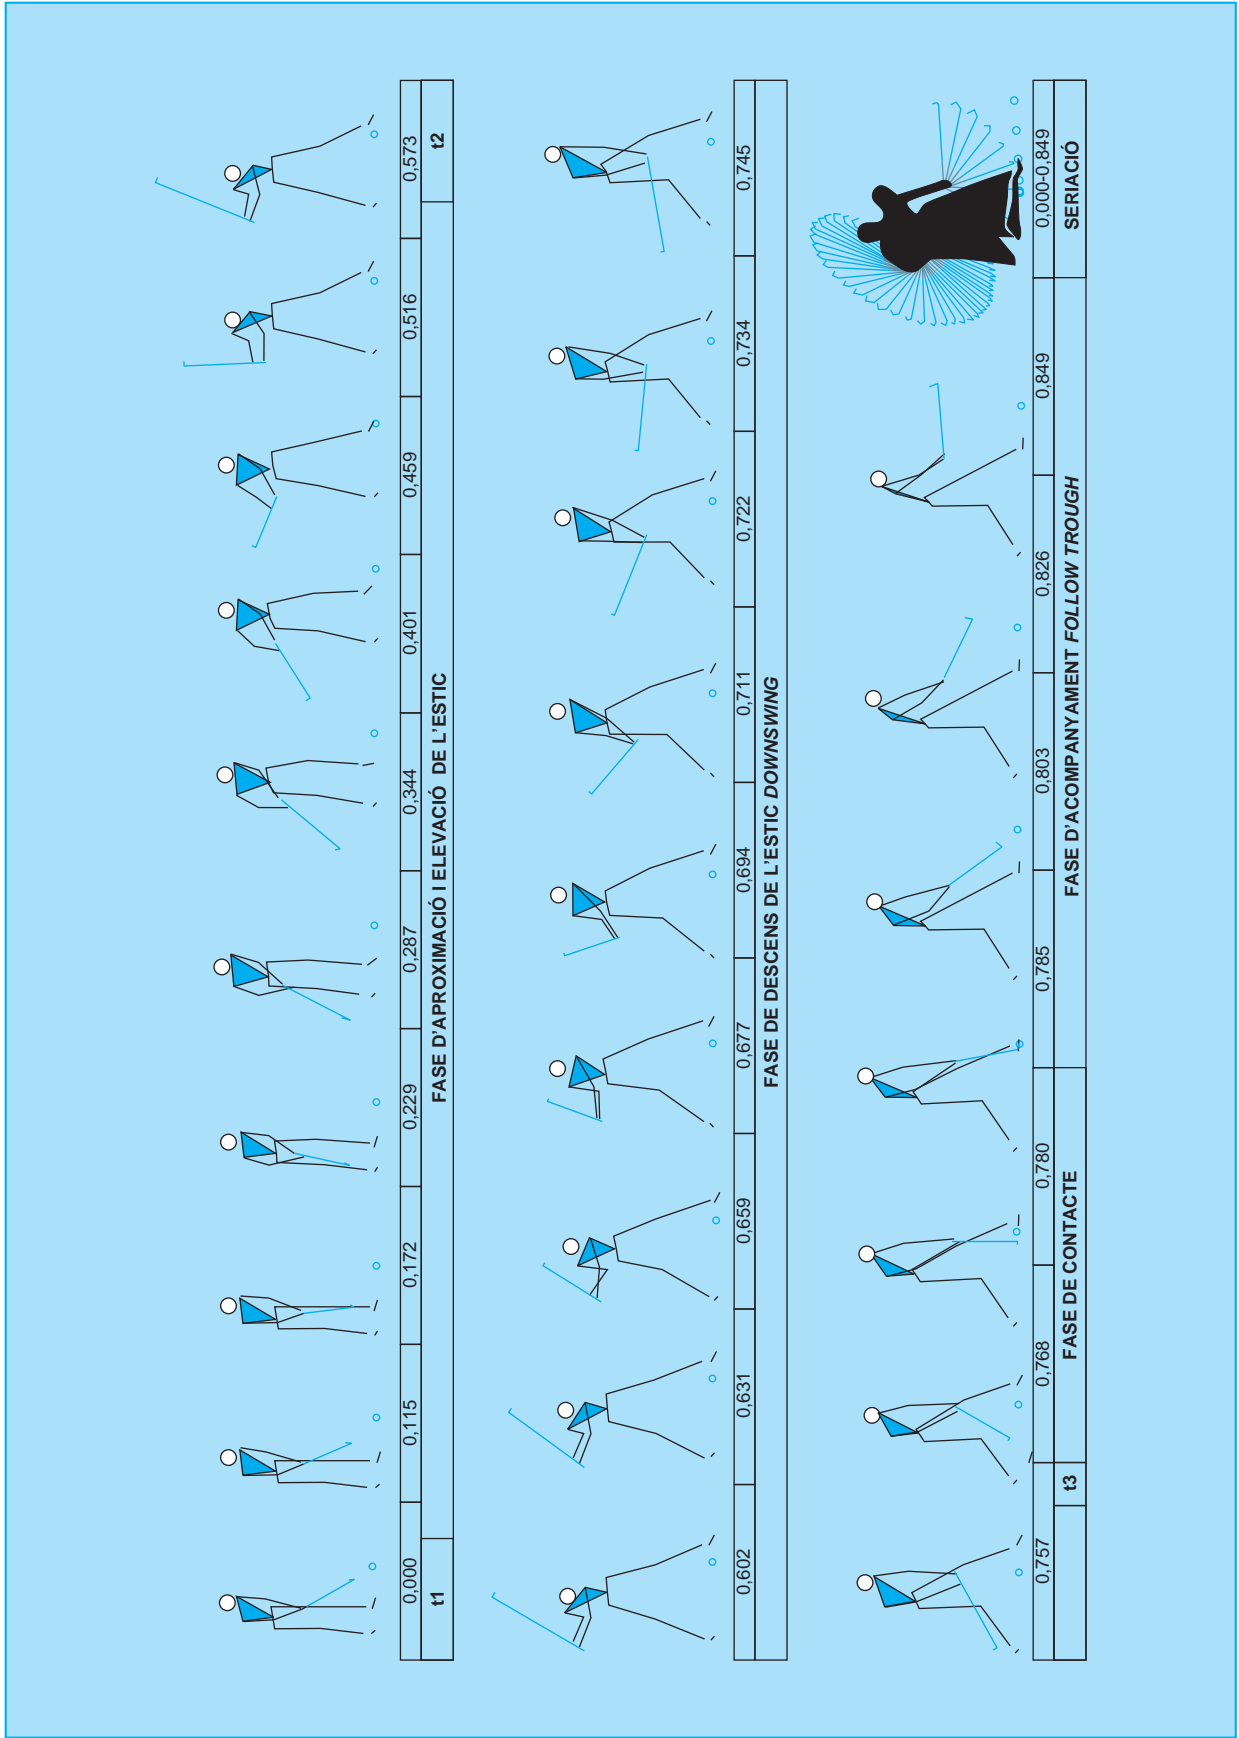 0,000 0,115 0,172 0,229 0,287 0,344 0,401 0,459 0,516 0,573
t1 FASE D'APROXIMACIÓ I ELEVACIÓ DE L'ESTIC t2
0,602 0,631 0,659 0,677 0,694 0,711 0,722 0,734 0,745
FASE DE DESCENS DE L'ESTIC DOWNSWING
0,757 0,768 0,780 0,785 0,803 0,826 0,849 0,000-0,849
t3 FASE DE CONTACTE FASE D'ACOMPANYAMENT FOLLOW TROUGH SERIACIÓ